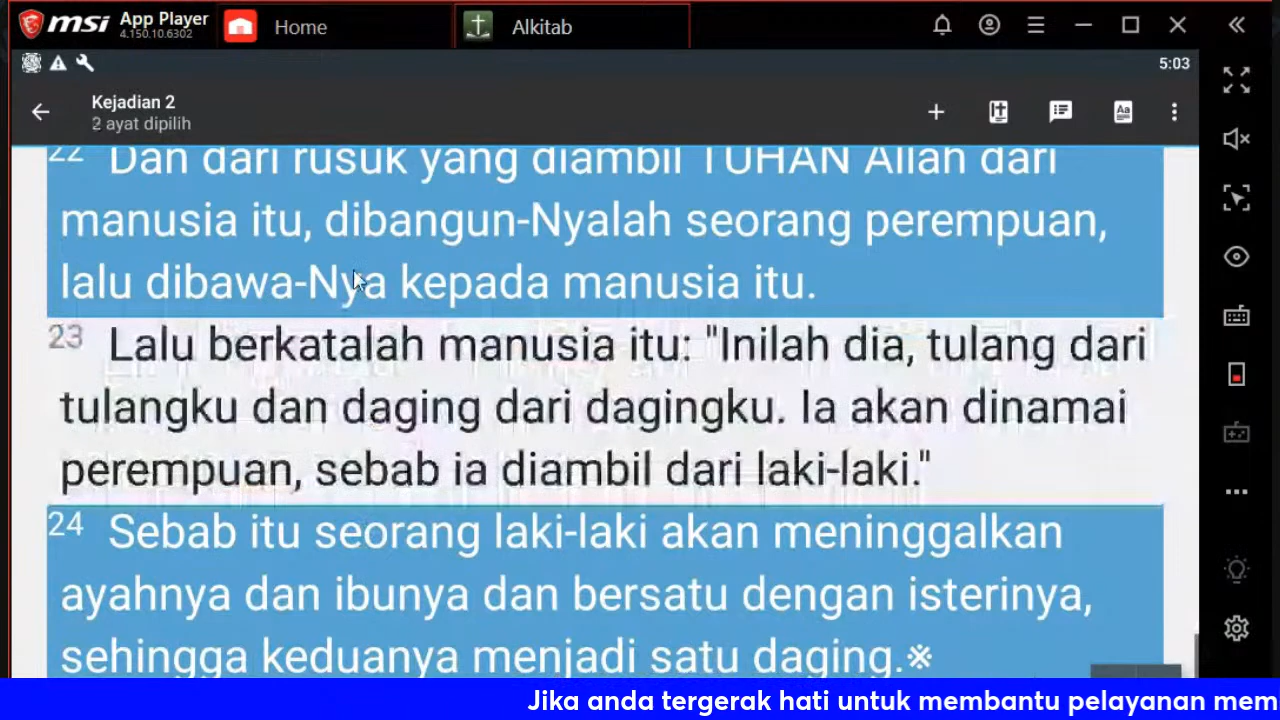 msi App Player
4.150.10.6302
Home
Alkitab
5:03
Kejadian 2
2 ayat dipilih
22 Dan dari rusuk yang diambil TUHAN Allah dari
manusia itu, dibangun-Nyalah seorang perempuan,
lalu dibawa-Nya kepada manusia itu.
23 Lalu berkatalah manusia itu: "Inilah dia, tulang dari
tulangku dan daging dari dagingku. Ia akan dinamai
perempuan, sebab ia diambil dari laki-laki."
24 Sebab itu seorang laki-laki akan meninggalkan
ayahnya dan ibunya dan bersatu dengan isterinya,
sehingga keduanya menjadi satu daging.※
Jika anda tergerak hati untuk membantu pelayanan mem